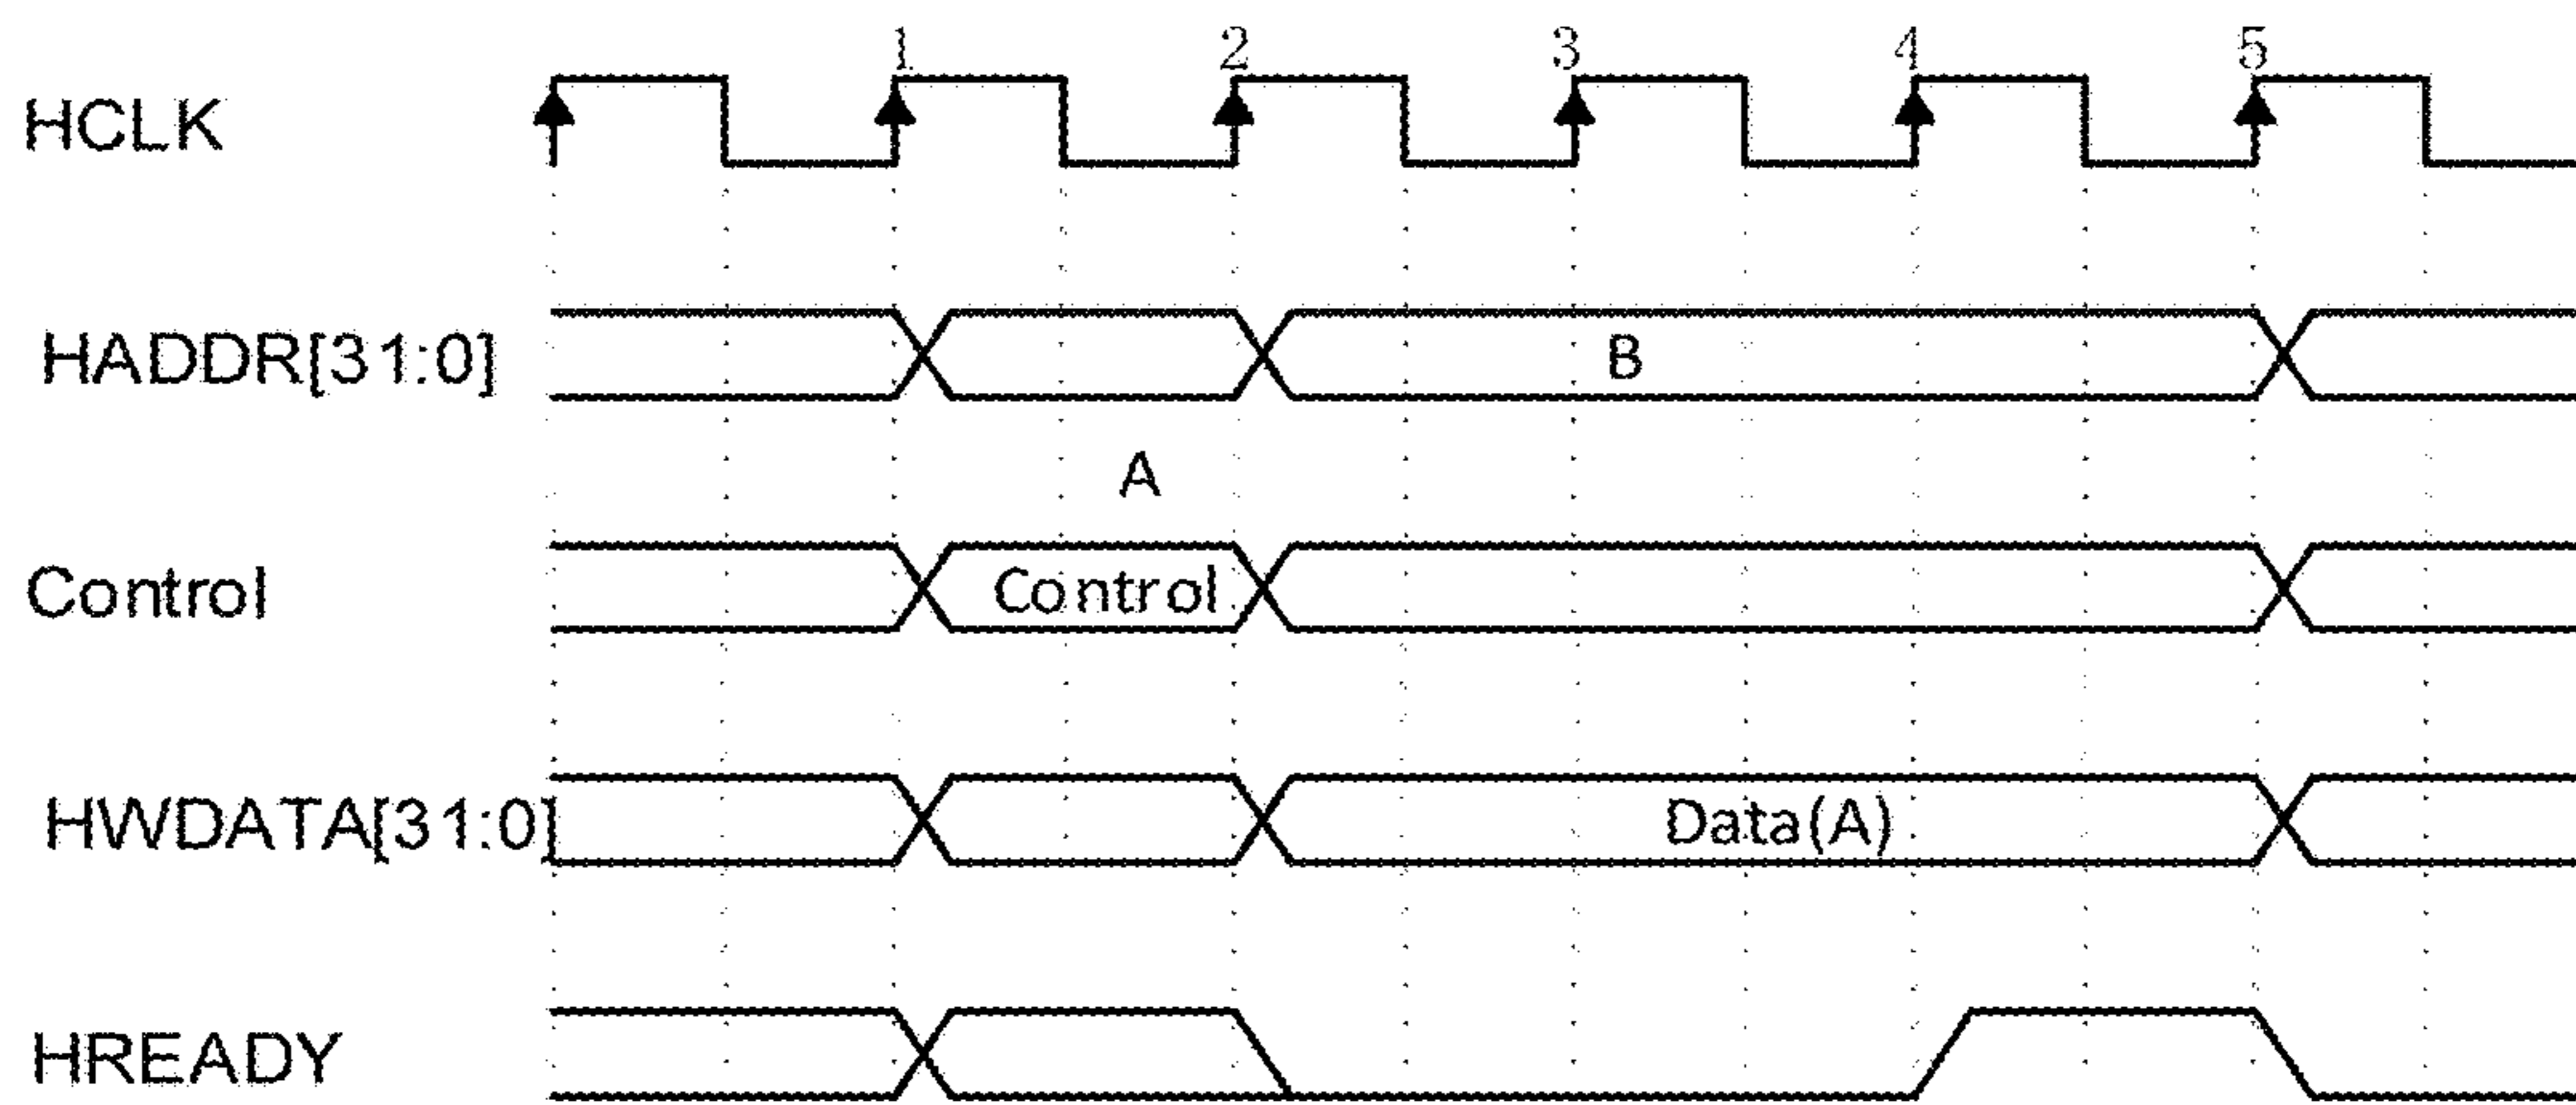 1 2 3 4 5
HCLK
HADDR[31:0] B
A
Control Control
HWDATA[31:0] Data(A)
HREADY